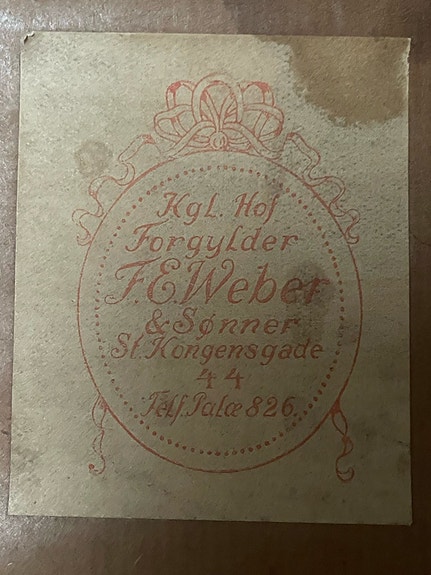 Kgl. Hof
Forgylder
F.E. Weber
& Sønner
St. Kongensgade
44
Telf. Palæ 826.